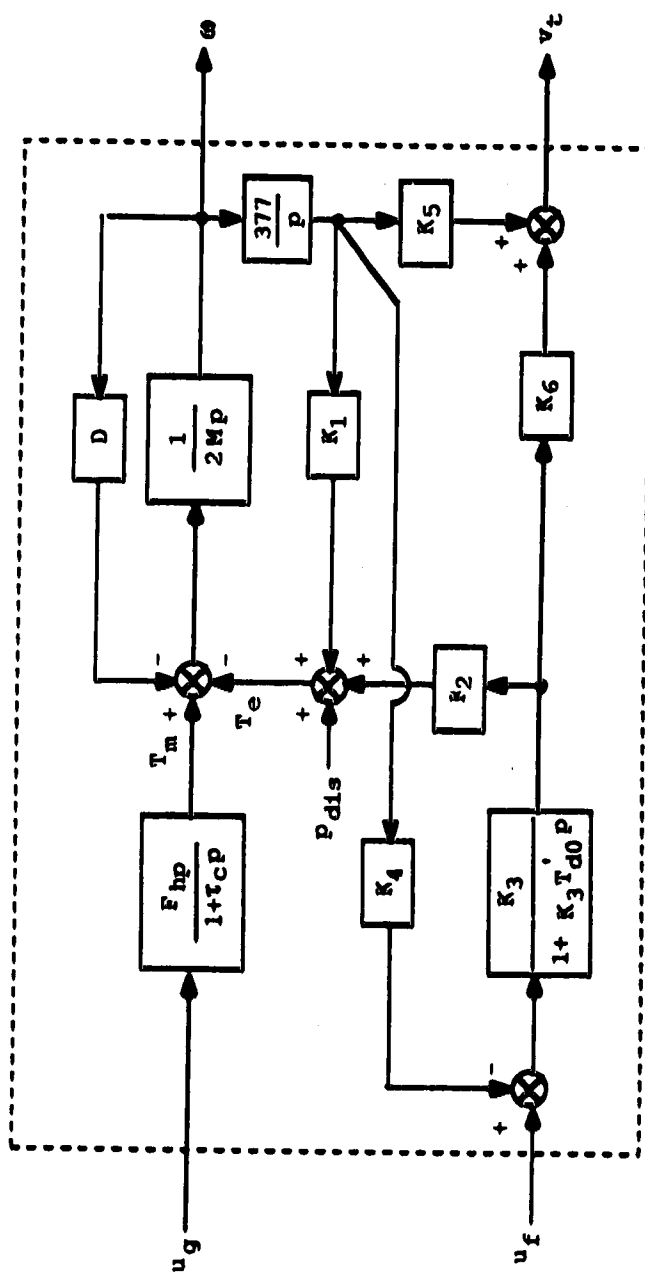 u_g
F_hp
1+τ_c p
T_m
+
-
-
T_e
D
1
2Mp
ω
377
p
p_dis
+
+
+
K_1
K_5
K_4
K_2
u_f
+
-
K_3
1+ K_3 T'_d0 p
K_6
+
+
v_t